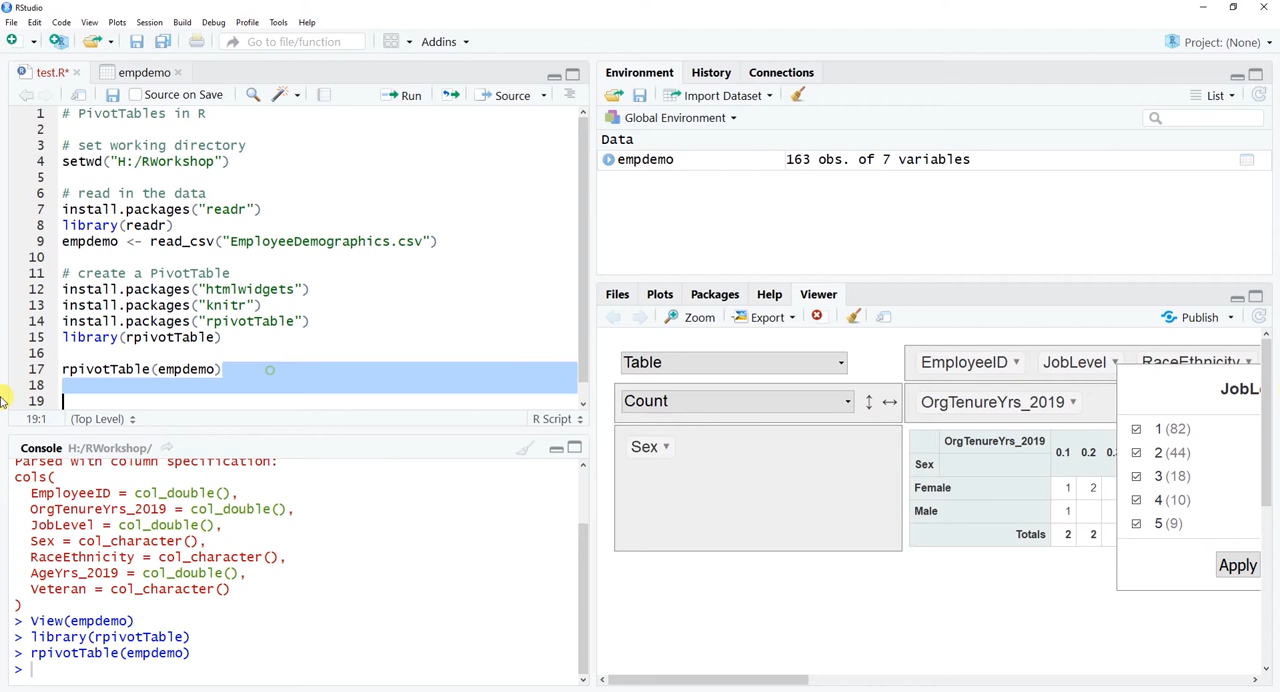 RStudio
File Edit Code View Plots Session Build Debug Profile Tools Help
Go to file/function Addins Project: (None)
test.R* empdemo
Source on Save Run Source
1 # PivotTables in R
2
3 # set working directory
4 setwd("H:/RWorkshop")
5
6 # read in the data
7 install.packages("readr")
8 library(readr)
9 empdemo <- read_csv("EmployeeDemographics.csv")
10
11 # create a PivotTable
12 install.packages("htmlwidgets")
13 install.packages("knitr")
14 install.packages("rpivotTable")
15 library(rpivotTable)
16
17 rpivotTable(empdemo)
18
19
19:1 (Top Level) R Script
Console H:/RWorkshop/
Parsed with column specification:
cols(
EmployeeID = col_double(),
OrgTenureYrs_2019 = col_double(),
JobLevel = col_double(),
Sex = col_character(),
RaceEthnicity = col_character(),
AgeYrs_2019 = col_double(),
Veteran = col_character()
)
> View(empdemo)
> library(rpivotTable)
> rpivotTable(empdemo)
>
Environment History Connections
Import Dataset List
Global Environment
Data
empdemo 163 obs. of 7 variables
Files Plots Packages Help Viewer
Zoom Export Publish
Table EmployeeID JobLevel RaceEthnicity
Count OrgTenureYrs_2019
Sex
OrgTenureYrs_2019 0.1 0.2
Sex
Female 1 2
Male 1
Totals 2 2
JobL
1 (82)
2 (44)
3 (18)
4 (10)
5 (9)
Apply